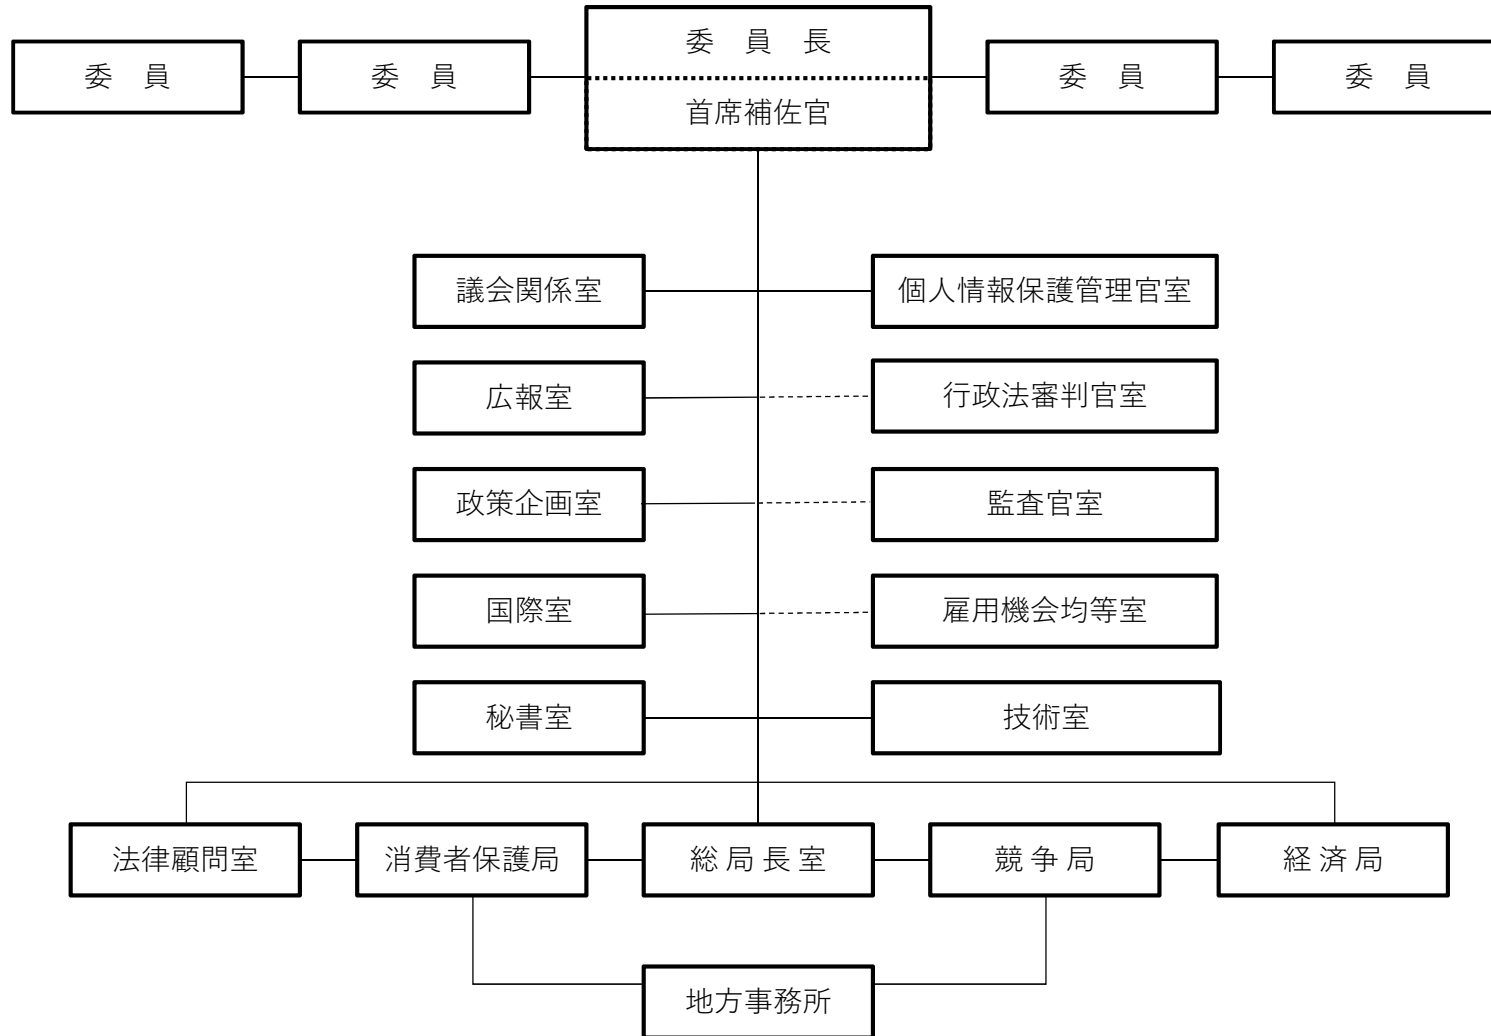 委　員　長
委　員
委　員
委　員
委　員
首席補佐官
議会関係室
個人情報保護管理官室
広報室
行政法審判官室
政策企画室
監査官室
国際室
雇用機会均等室
秘書室
技術室
法律顧問室
消費者保護局
総 局 長 室
競 争 局
経 済 局
地方事務所